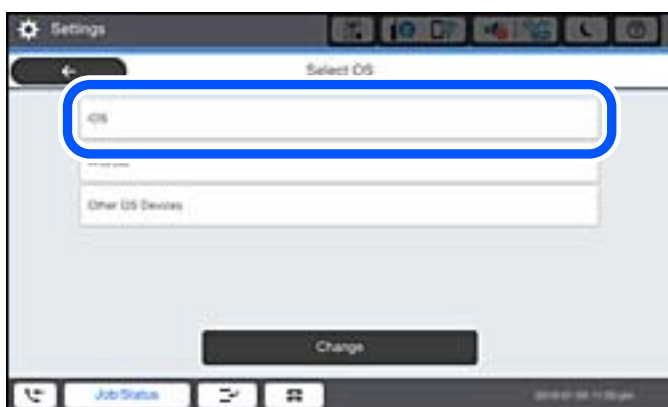 Settings
Select OS
iOS
Other OS Devices
Change
Job/Status